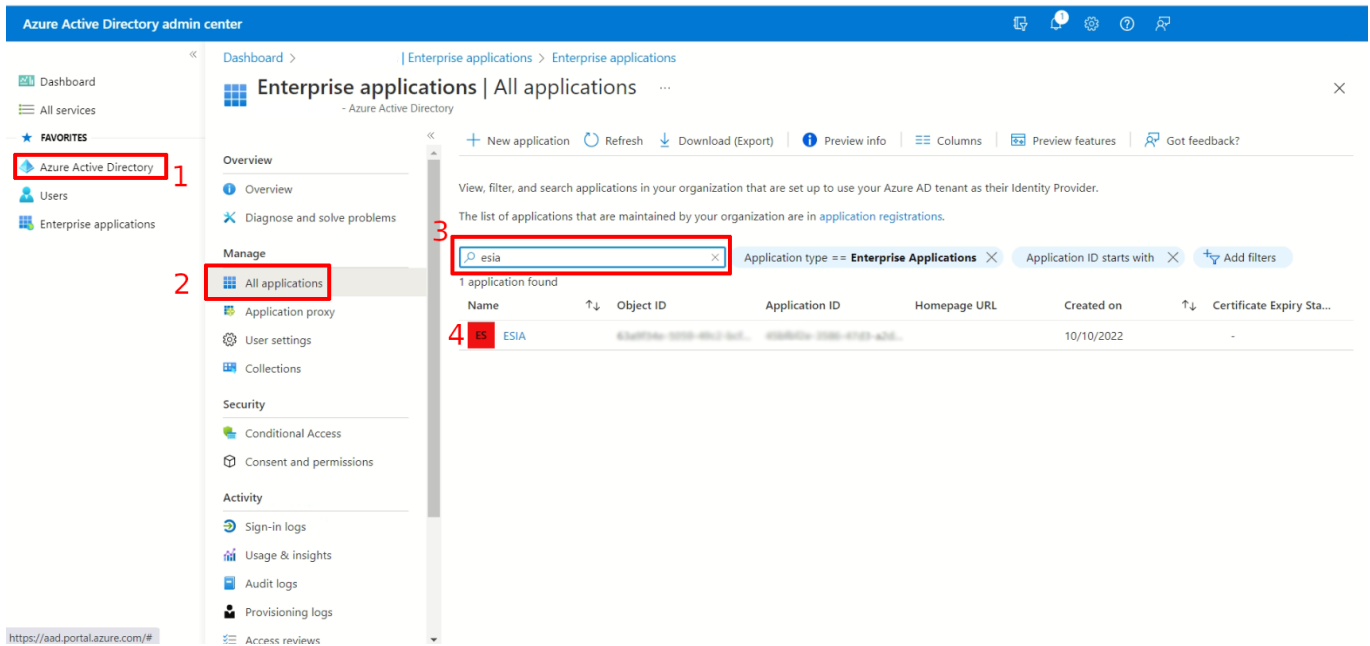 Azure Active Directory admin center
1
Dashboard > | Enterprise applications > Enterprise applications
Enterprise applications | All applications ...
- Azure Active Directory
Dashboard
All services
FAVORITES
Azure Active Directory
1
Users
Enterprise applications
Overview
Overview
Diagnose and solve problems
Manage
2
All applications
Application proxy
User settings
Collections
Security
Conditional Access
Consent and permissions
Activity
Sign-in logs
Usage & insights
Audit logs
Provisioning logs
Access reviews
New application Refresh Download (Export) Preview info Columns Preview features Got feedback?
View, filter, and search applications in your organization that are set up to use your Azure AD tenant as their Identity Provider.
The list of applications that are maintained by your organization are in application registrations.
3
esia Application type == Enterprise Applications Application ID starts with Add filters
1 application found
Name Object ID Application ID Homepage URL Created on Certificate Expiry Sta...
4 ES ESIA 10/10/2022 -
https://aad.portal.azure.com/#